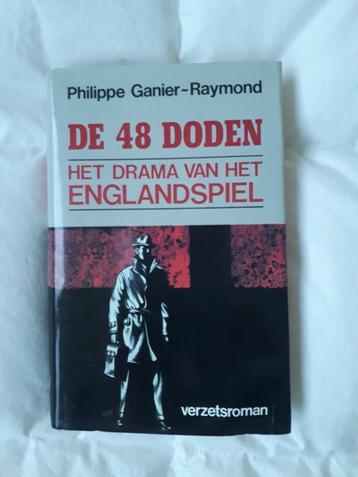 Philippe Ganier~Raymond
DE 48 DODEN
HET DRAMA VAN HET
ENGLANDSPIEL
verzetsroman